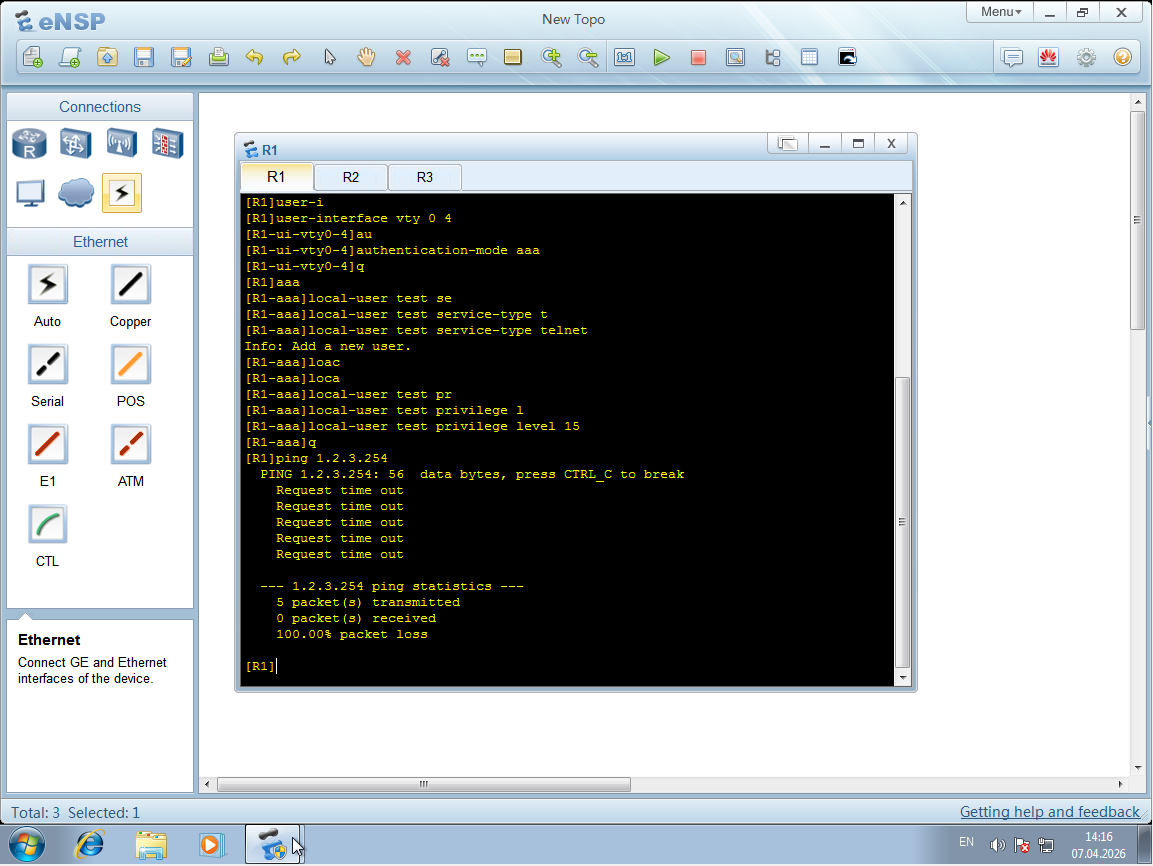 eNSP
New Topo
Menu
Connections
R
Ethernet
Auto
Copper
Serial
POS
E1
ATM
CTL
Ethernet
Connect GE and Ethernet
interfaces of the device.
R1
R1
R2
R3
[R1]user-i
[R1]user-interface vty 0 4
[R1-ui-vty0-4]au
[R1-ui-vty0-4]authentication-mode aaa
[R1-ui-vty0-4]q
[R1]aaa
[R1-aaa]local-user test se
[R1-aaa]local-user test service-type t
[R1-aaa]local-user test service-type telnet
Info: Add a new user.
[R1-aaa]loac
[R1-aaa]loca
[R1-aaa]local-user test pr
[R1-aaa]local-user test privilege l
[R1-aaa]local-user test privilege level 15
[R1-aaa]q
[R1]ping 1.2.3.254
PING 1.2.3.254: 56  data bytes, press CTRL_C to break
Request time out
Request time out
Request time out
Request time out
Request time out
--- 1.2.3.254 ping statistics ---
5 packet(s) transmitted
0 packet(s) received
100.00% packet loss
[R1]
Total: 3 Selected: 1
Getting help and feedback
EN
14:16
07.04.2026